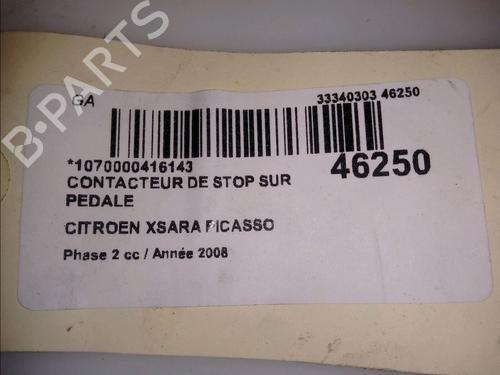 GA
33340303 46250
*1070000416143
46250
CONTACTEUR DE STOP SUR
PEDALE
CITROEN XSARA PICASSO
Phase 2 cc / Année 2008
B-PARTS